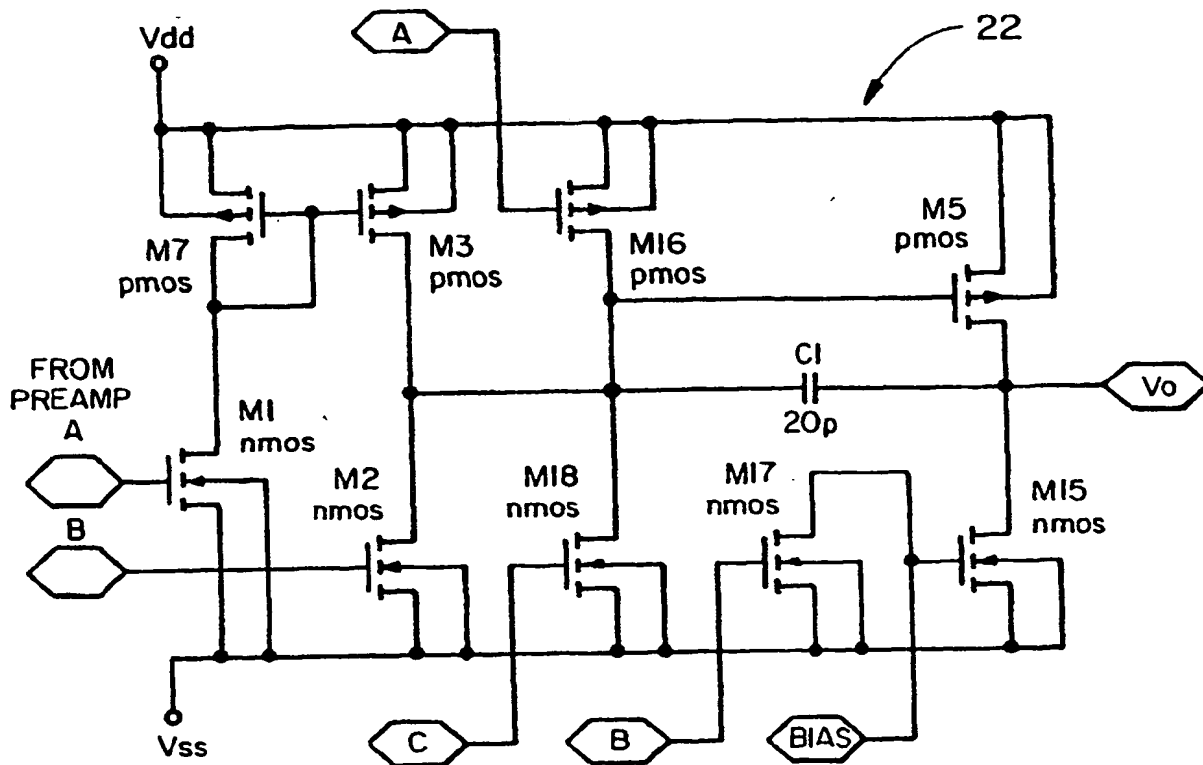 Vdd
A
22
M7
pmos
M3
pmos
M16
pmos
M5
pmos
FROM
PREAMP
A
M1
nmos
C1
20p
Vo
B
M2
nmos
M18
nmos
M17
nmos
M15
nmos
Vss
C
B
BIAS